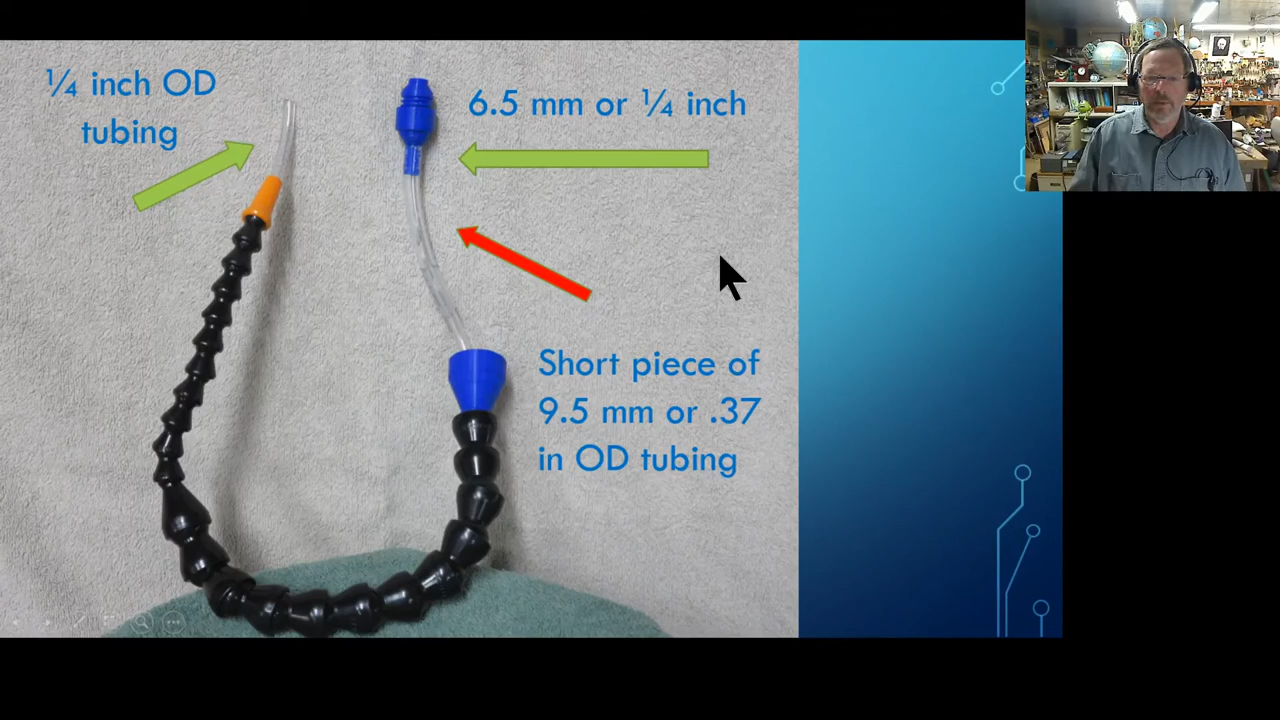 ¼ inch OD
tubing
6.5 mm or ¼ inch
Short piece of
9.5 mm or .37
in OD tubing